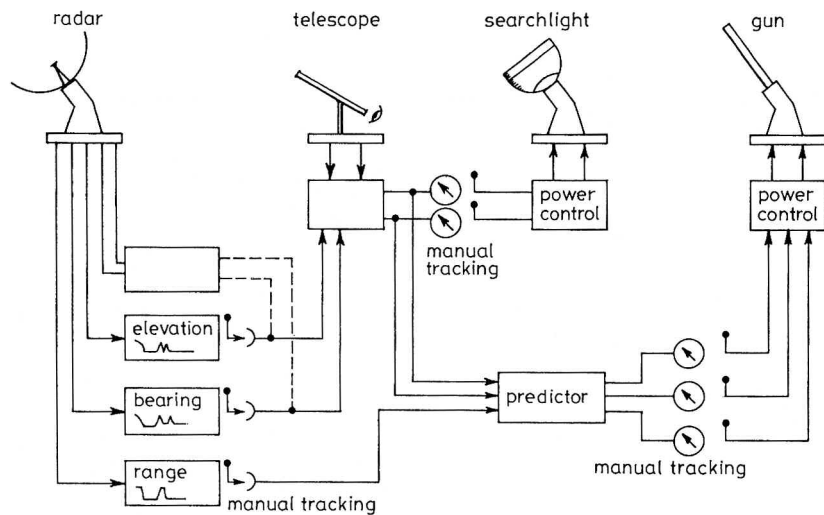 radar
telescope
searchlight
gun
power
control
power
control
manual
tracking
elevation
bearing
predictor
range
manual tracking
manual tracking